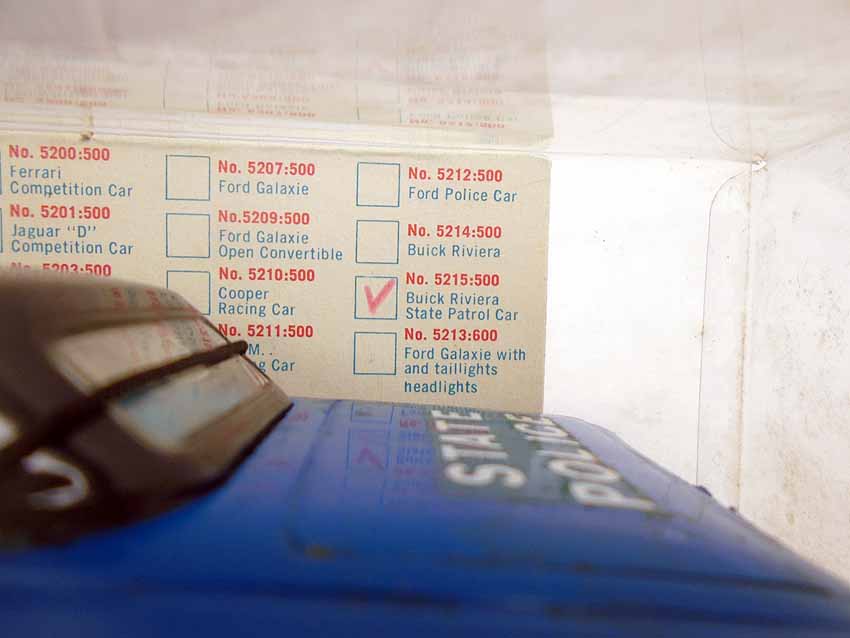 No. 5200:500
Ferrari
Competition Car
No. 5201:500
Jaguar "D"
Competition Car
No. 5203:500
No. 5207:500
Ford Galaxie
No.5209:500
Ford Galaxie
Open Convertible
No. 5210:500
Cooper
Racing Car
No. 5211:500
M.
Car
No. 5212:500
Ford Police Car
No. 5214:500
Buick Riviera
No. 5215:500
Buick Riviera
State Patrol Car
No. 5213:600
Ford Galaxie with
and taillights
headlights
STATE
POLICE